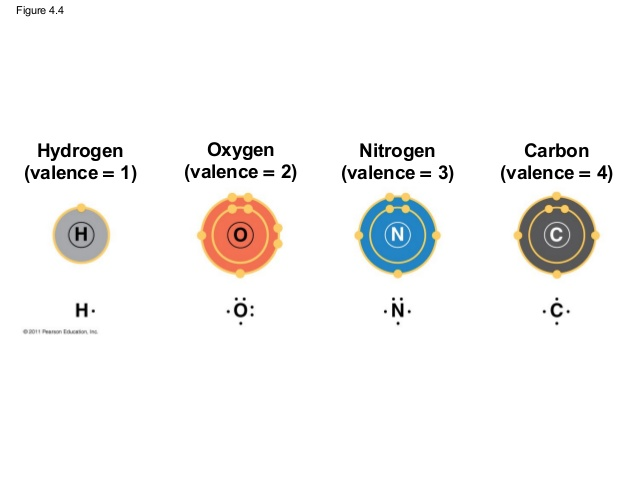 Figure 4.4
Hydrogen
(valence = 1)
Oxygen
(valence = 2)
Nitrogen
(valence = 3)
Carbon
(valence = 4)
H
O
N
C
H·
·Ö:
·N·
·C·
© 2011 Pearson Education, Inc.